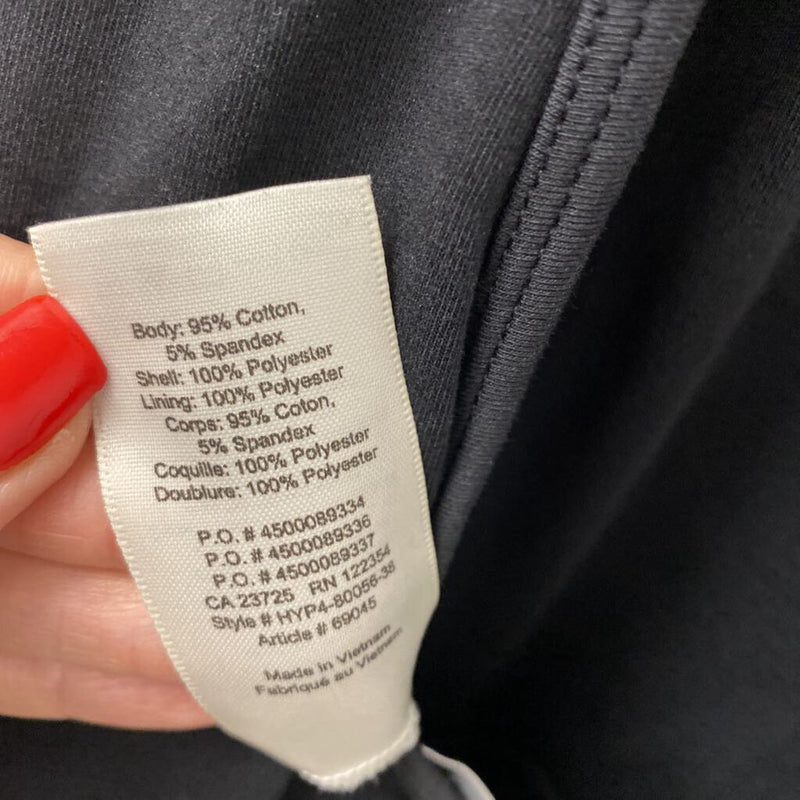 Body: 95% Cotton,
5% Spandex
Shell: 100% Polyester
Lining: 100% Polyester
Corps: 95% Coton,
5% Spandex
Coquille: 100% Polyester
Doublure: 100% Polyester
P.O. # 4500089334
P.O. # 4500089336
P.O. # 4500089337
CA 23725 RN 122354
Style # HYP4-80056-38
Article # 69045
Made in Vietnam
Fabriqué au Vietnam